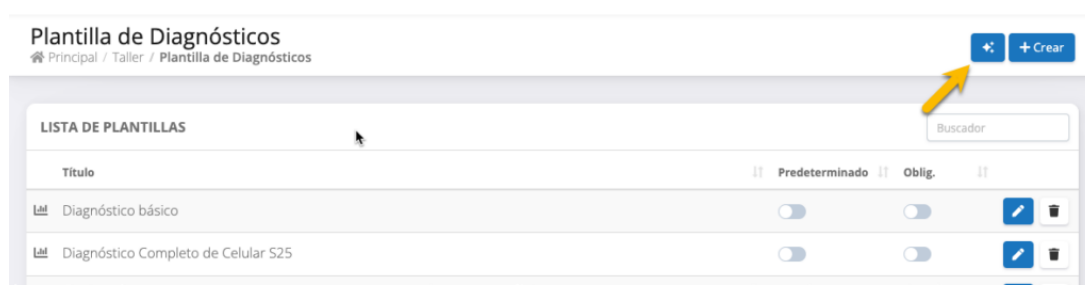 Plantilla de Diagnósticos
Principal / Taller / Plantilla de Diagnósticos
+ Crear
LISTA DE PLANTILLAS
Buscador
Título Predeterminado Oblig.
Diagnóstico básico
Diagnóstico Completo de Celular S25